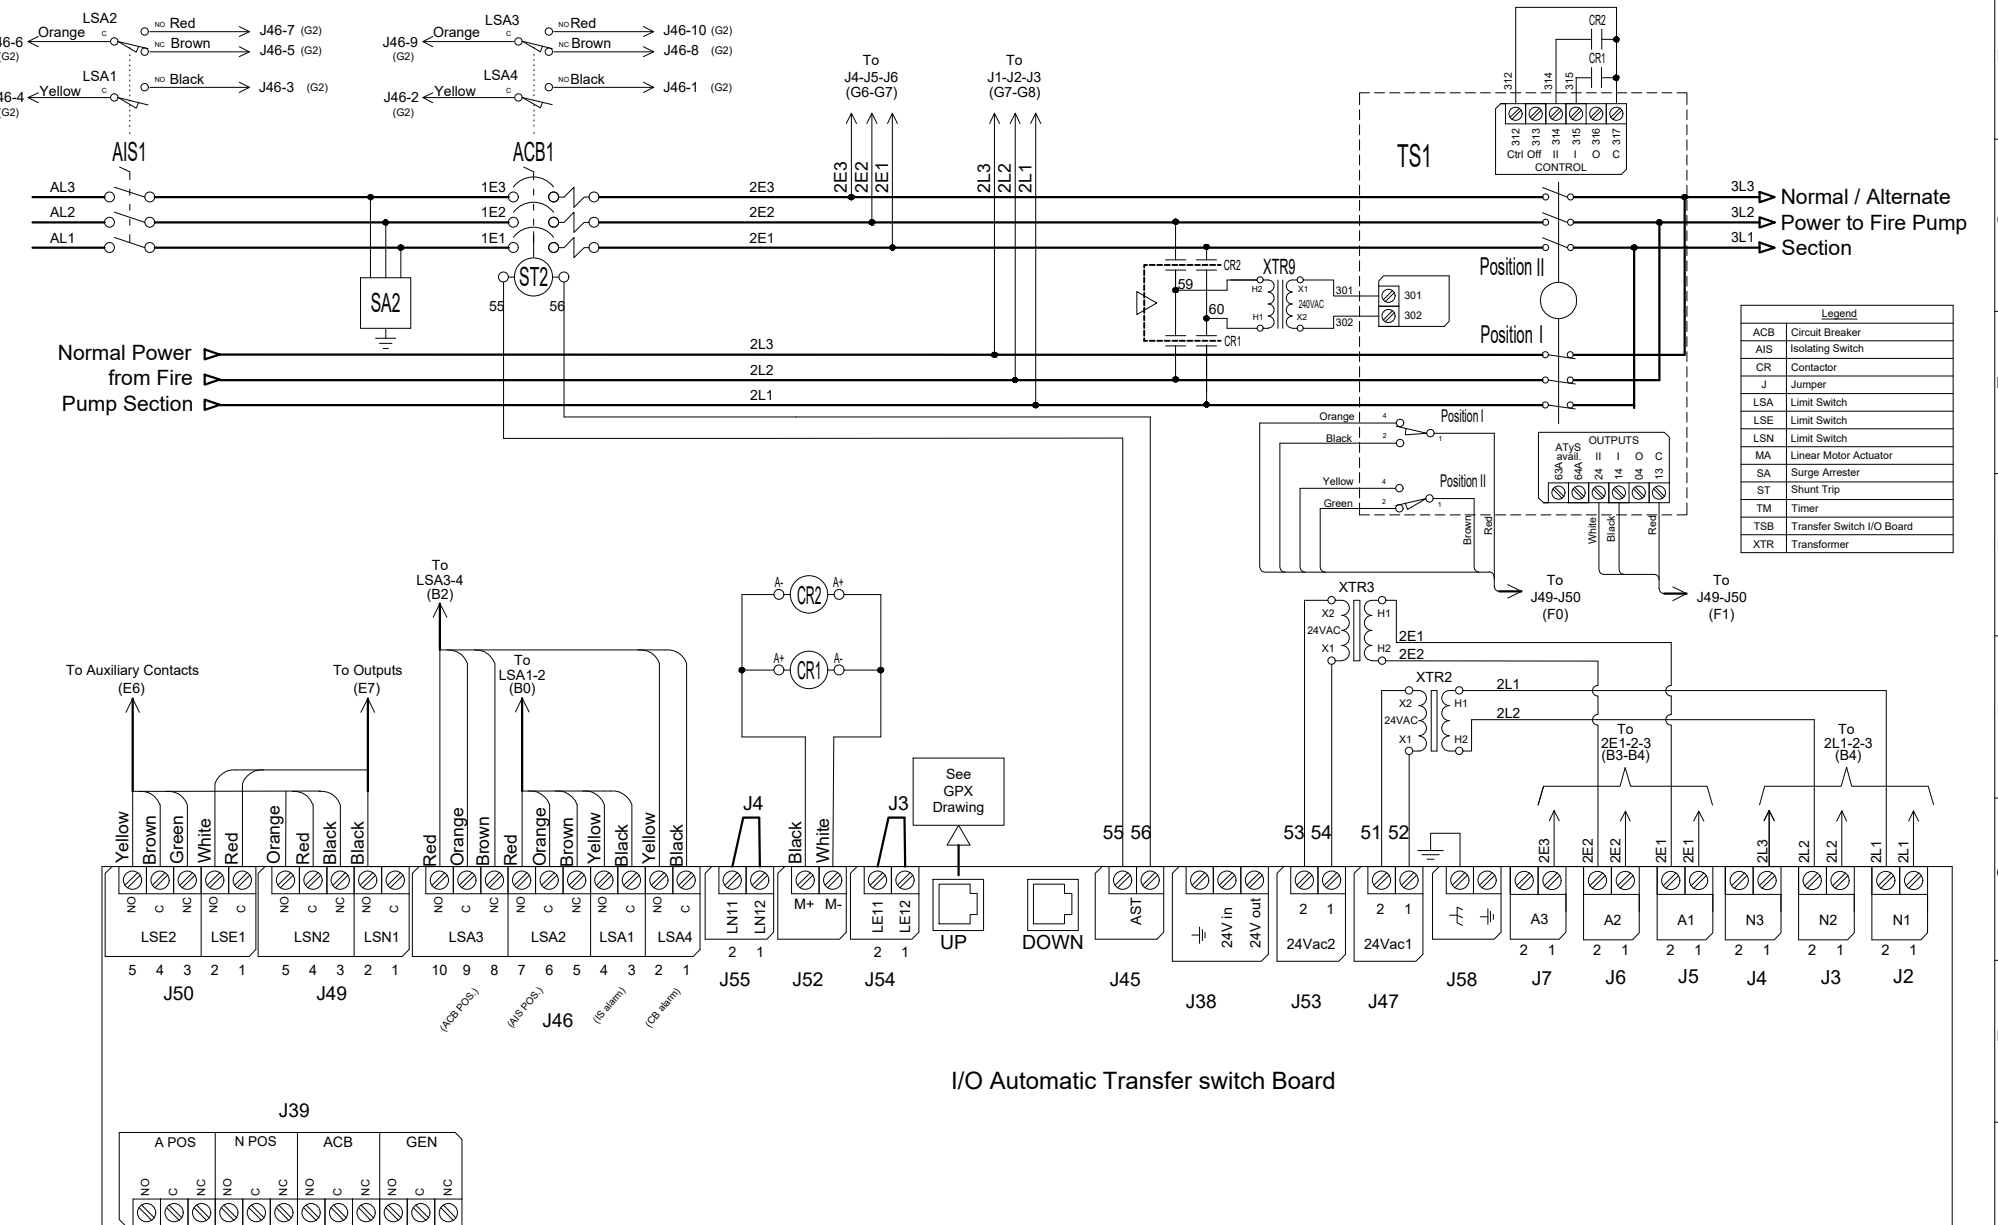 LSA2
NO Red
J46-7 (G2)
46-6 Orange C
(G2)
NC Brown
J46-5 (G2)
LSA1
NO Black
J46-3 (G2)
46-4 Yellow C
(G2)
LSA3
NO Red
J46-10 (G2)
J46-9 Orange C
(G2)
NC Brown
J46-8 (G2)
LSA4
NO Black
J46-1 (G2)
J46-2 Yellow C
(G2)
To
J4-J5-J6
(G6-G7)
To
J1-J2-J3
(G7-G8)
CR2
CR1
312
314
315
312 313 314 315 316 317
Ctrl Off II I O C
CONTROL
TS1
AIS1
ACB1
2E3
2E2
2E1
2L3
2L2
2L1
AL3
1E3
2E3
3L3
Normal / Alternate
AL2
1E2
2E2
3L2
Power to Fire Pump
AL1
1E1
2E1
3L1
Section
ST2
55
56
SA2
CR2
59
60
CR1
XTR9
H2 X1
240VAC
H1 X2
301
302
301
302
Position II
Position I
Normal Power
from Fire
Pump Section
2L3
2L2
2L1
Legend
ACB Circuit Breaker
AIS Isolating Switch
CR Contactor
J Jumper
LSA Limit Switch
LSE Limit Switch
LSN Limit Switch
MA Linear Motor Actuator
SA Surge Arrester
ST Shunt Trip
TM Timer
TSB Transfer Switch I/O Board
XTR Transformer
Orange 4
Position I
Black 2 1
Yellow 4
Position II
Green 2 1
Brown
Red
OUTPUTS
ATyS
avail. II I O C
63A 64A 24 14 04 13
White
Black
Red
To
J49-J50
(F0)
To
J49-J50
(F1)
To
LSA3-4
(B2)
To
LSA1-2
(B0)
To Auxiliary Contacts
(E6)
To Outputs
(E7)
A- CR2 A+
A+ CR1 A-
XTR3
X2 H1
24VAC
X1 H2
2E1
2E2
XTR2
X2 H1
24VAC
X1 H2
2L1
2L2
To
2E1-2-3
(B3-B4)
To
2L1-2-3
(B4)
See
GPX
Drawing
J4
J3
Yellow
Brown
Green
White
Red
Orange
Red
Black
Black
Red
Orange
Brown
Red
Orange
Brown
Yellow
Black
Yellow
Black
Black
White
55 56
53 54
51 52
2E3
2E2
2E2
2E1
2E1
2L3
2L2
2L2
2L1
2L1
NO C NC NO C
LSE2 LSE1
5 4 3 2 1
J50
NO C NC NO C
LSN2 LSN1
5 4 3 2 1
J49
NO C NC NO C NC NO C NO C
LSA3 LSA2 LSA1 LSA4
10 9 8 7 6 5 4 3 2 1
(ACB POS.)
(AIS POS.)
(IS alarm)
(CB alarm)
J46
LN11 LN12
2 1
J55
M+ M-
J52
LE11 LE12
2 1
J54
UP
DOWN
AST
J45
24V in
24V out
J38
2 1
24Vac2
J53
2 1
24Vac1
J47
J58
A3
2 1
J7
A2
2 1
J6
A1
2 1
J5
N3
2 1
J4
N2
2 1
J3
N1
2 1
J2
I/O Automatic Transfer switch Board
J39
A POS N POS ACB GEN
NO C NC NO C NC NO C NC NO C NC